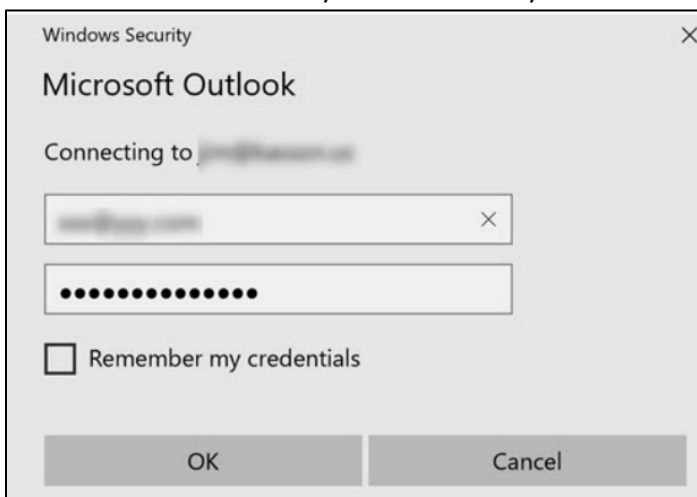 Windows Security
Microsoft Outlook
Connecting to
Remember my credentials
OK
Cancel